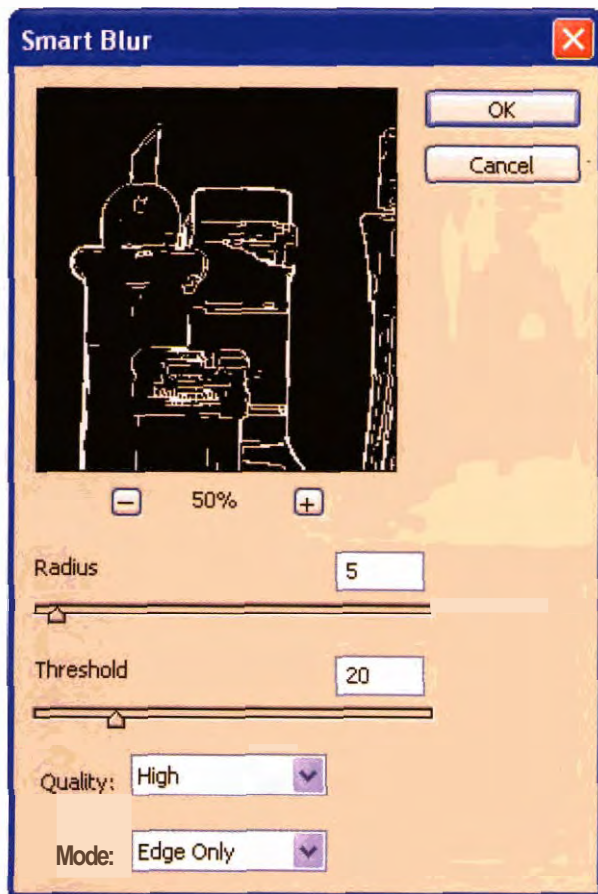 Smart Blur
OK
Cancel
50%
Radius
5
Threshold
20
Quality: High
Mode: Edge Only